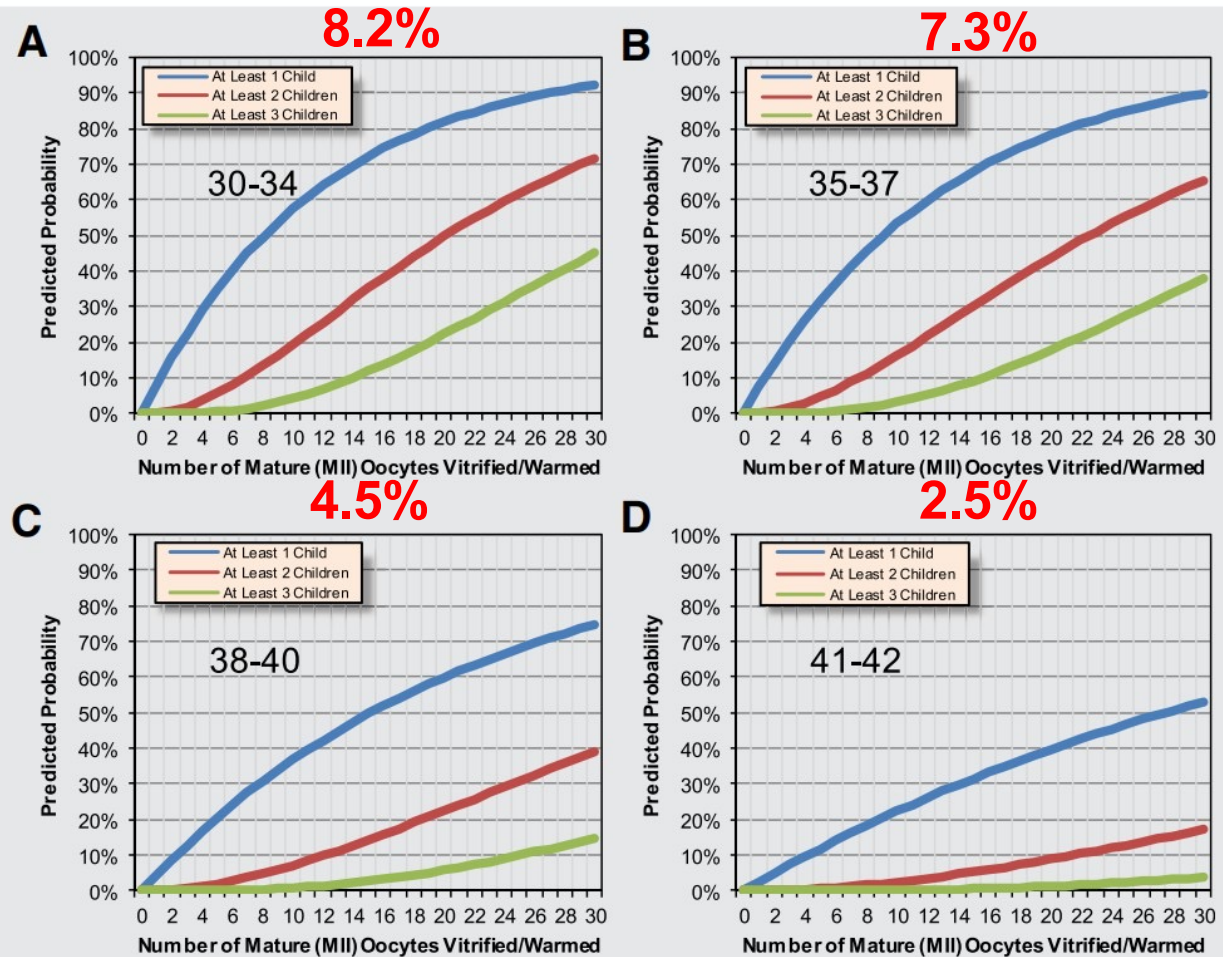 A
8.2%
100%
90%
80%
70%
60%
50%
40%
30%
20%
10%
0%
Predicted Probability
At Least 1 Child
At Least 2 Children
At Least 3 Children
30-34
0 2 4 6 8 10 12 14 16 18 20 22 24 26 28 30
Number of Mature (MII) Oocytes Vitrified/Warmed
B
7.3%
100%
90%
80%
70%
60%
50%
40%
30%
20%
10%
0%
Predicted Probability
At Least 1 Child
At Least 2 Children
At Least 3 Children
35-37
0 2 4 6 8 10 12 14 16 18 20 22 24 26 28 30
Number of Mature (MII) Oocytes Vitrified/Warmed
C
4.5%
100%
90%
80%
70%
60%
50%
40%
30%
20%
10%
0%
Predicted Probability
At Least 1 Child
At Least 2 Children
At Least 3 Children
38-40
0 2 4 6 8 10 12 14 16 18 20 22 24 26 28 30
Number of Mature (MII) Oocytes Vitrified/Warmed
D
2.5%
100%
90%
80%
70%
60%
50%
40%
30%
20%
10%
0%
Predicted Probability
At Least 1 Child
At Least 2 Children
At Least 3 Children
41-42
0 2 4 6 8 10 12 14 16 18 20 22 24 26 28 30
Number of Mature (MII) Oocytes Vitrified/Warmed